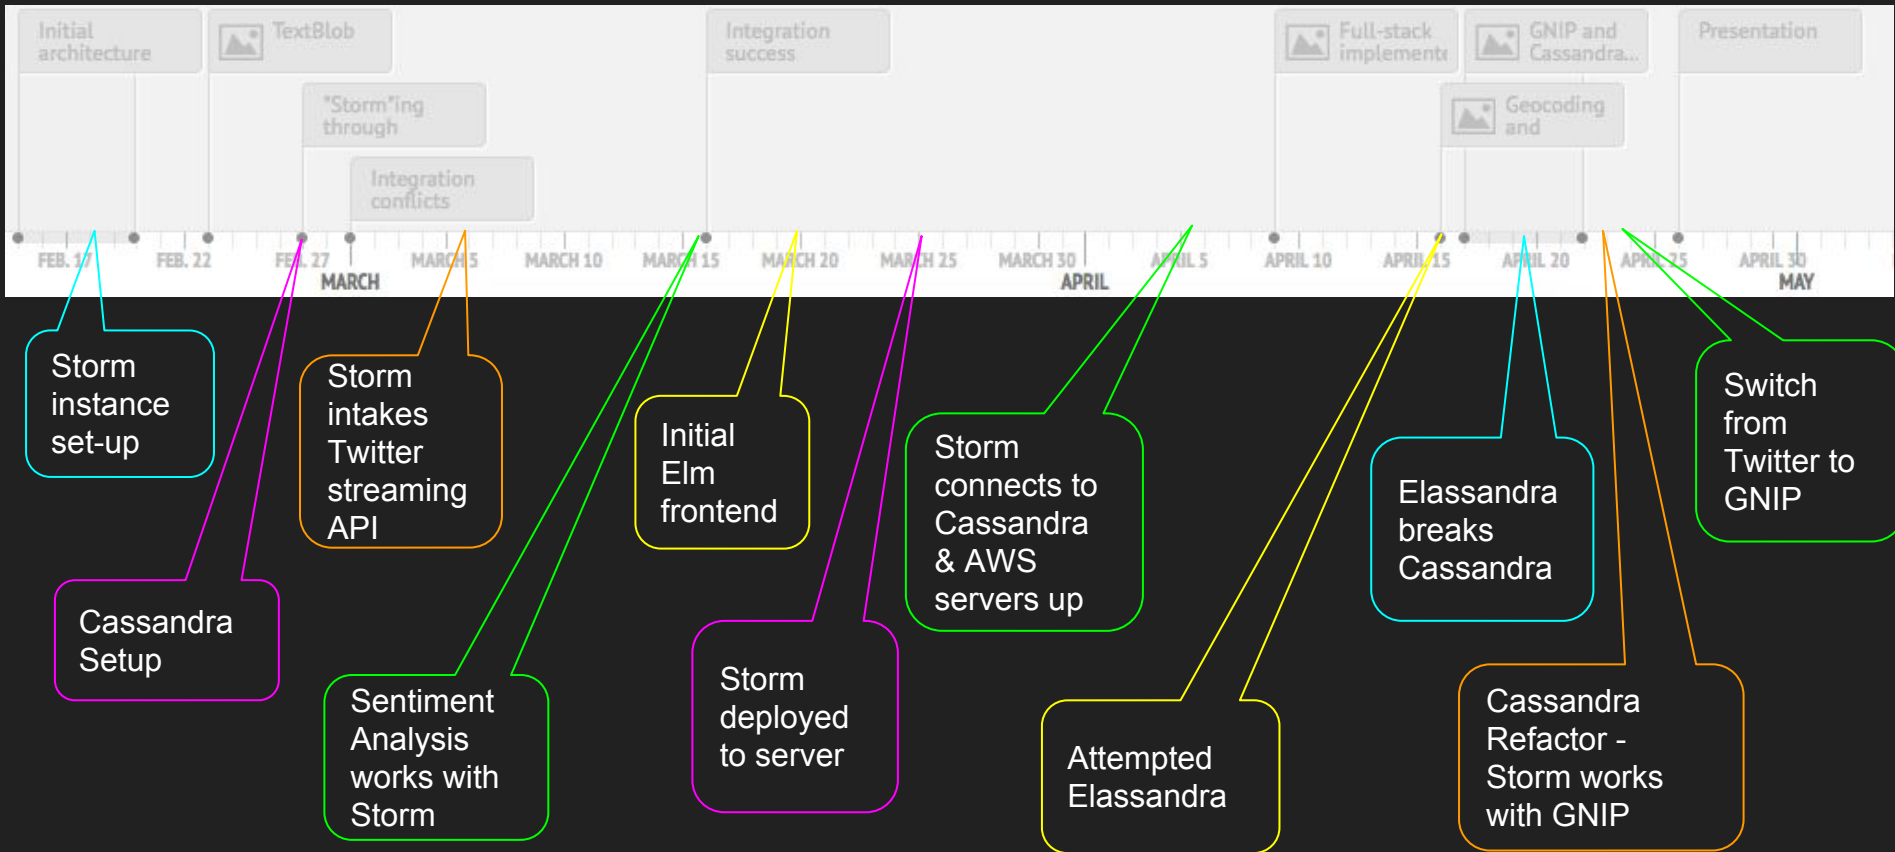 Initial
architecture
TextBlob
"Storm"ing
through
Integration
conflicts
Integration
success
Full-stack
implemente
GNIP and
Cassandra...
Geocoding
and
Presentation
FEB. 17
FEB. 22
FEB. 27
MARCH 5
MARCH 10
MARCH 15
MARCH 20
MARCH 25
MARCH 30
APRIL 5
APRIL 10
APRIL 15
APRIL 20
APRIL 25
APRIL 30
MARCH
APRIL
MAY
Storm
instance
set-up
Cassandra
Setup
Storm
intakes
Twitter
streaming
API
Sentiment
Analysis
works with
Storm
Initial
Elm
frontend
Storm
deployed
to server
Storm
connects to
Cassandra
& AWS
servers up
Attempted
Elassandra
Elassandra
breaks
Cassandra
Cassandra
Refactor -
Storm works
with GNIP
Switch
from
Twitter to
GNIP